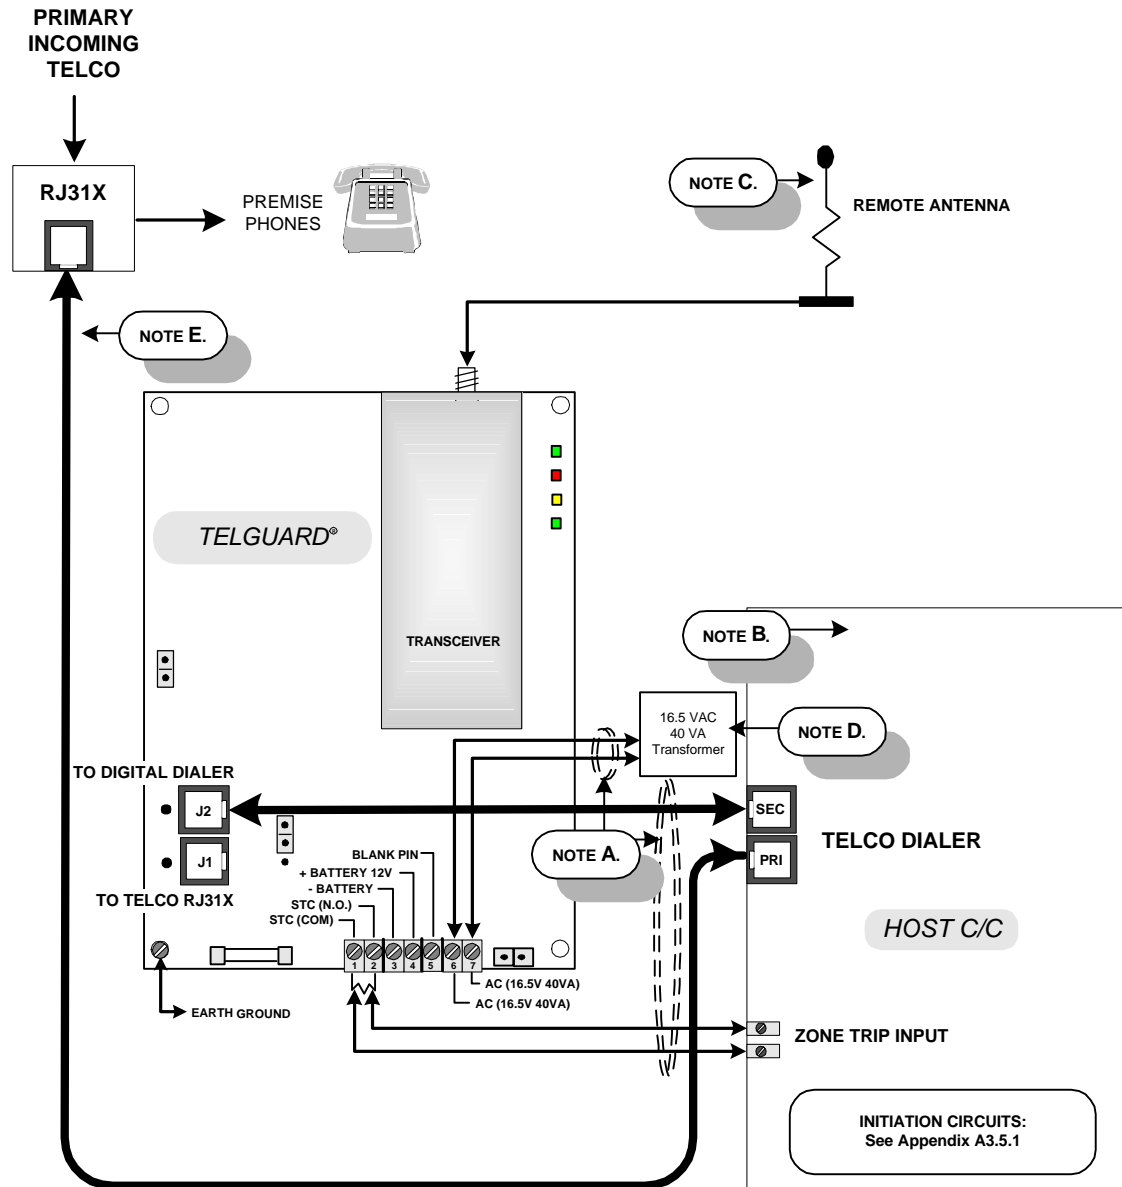 PRIMARY
INCOMING
TELCO
RJ31X
PREMISE
PHONES
NOTE C.
REMOTE ANTENNA
NOTE E.
TELGUARD®
TRANSCEIVER
NOTE B.
16.5 VAC
40 VA
Transformer
NOTE D.
TO DIGITAL DIALER
J2
SEC
TELCO DIALER
J1
PRI
NOTE A.
TO TELCO RJ31X
BLANK PIN
+ BATTERY 12V
- BATTERY
STC (N.O.)
STC (COM)
HOST C/C
1 2 3 4 5 6 7
AC (16.5V 40VA)
AC (16.5V 40VA)
EARTH GROUND
ZONE TRIP INPUT
INITIATION CIRCUITS:
See Appendix A3.5.1